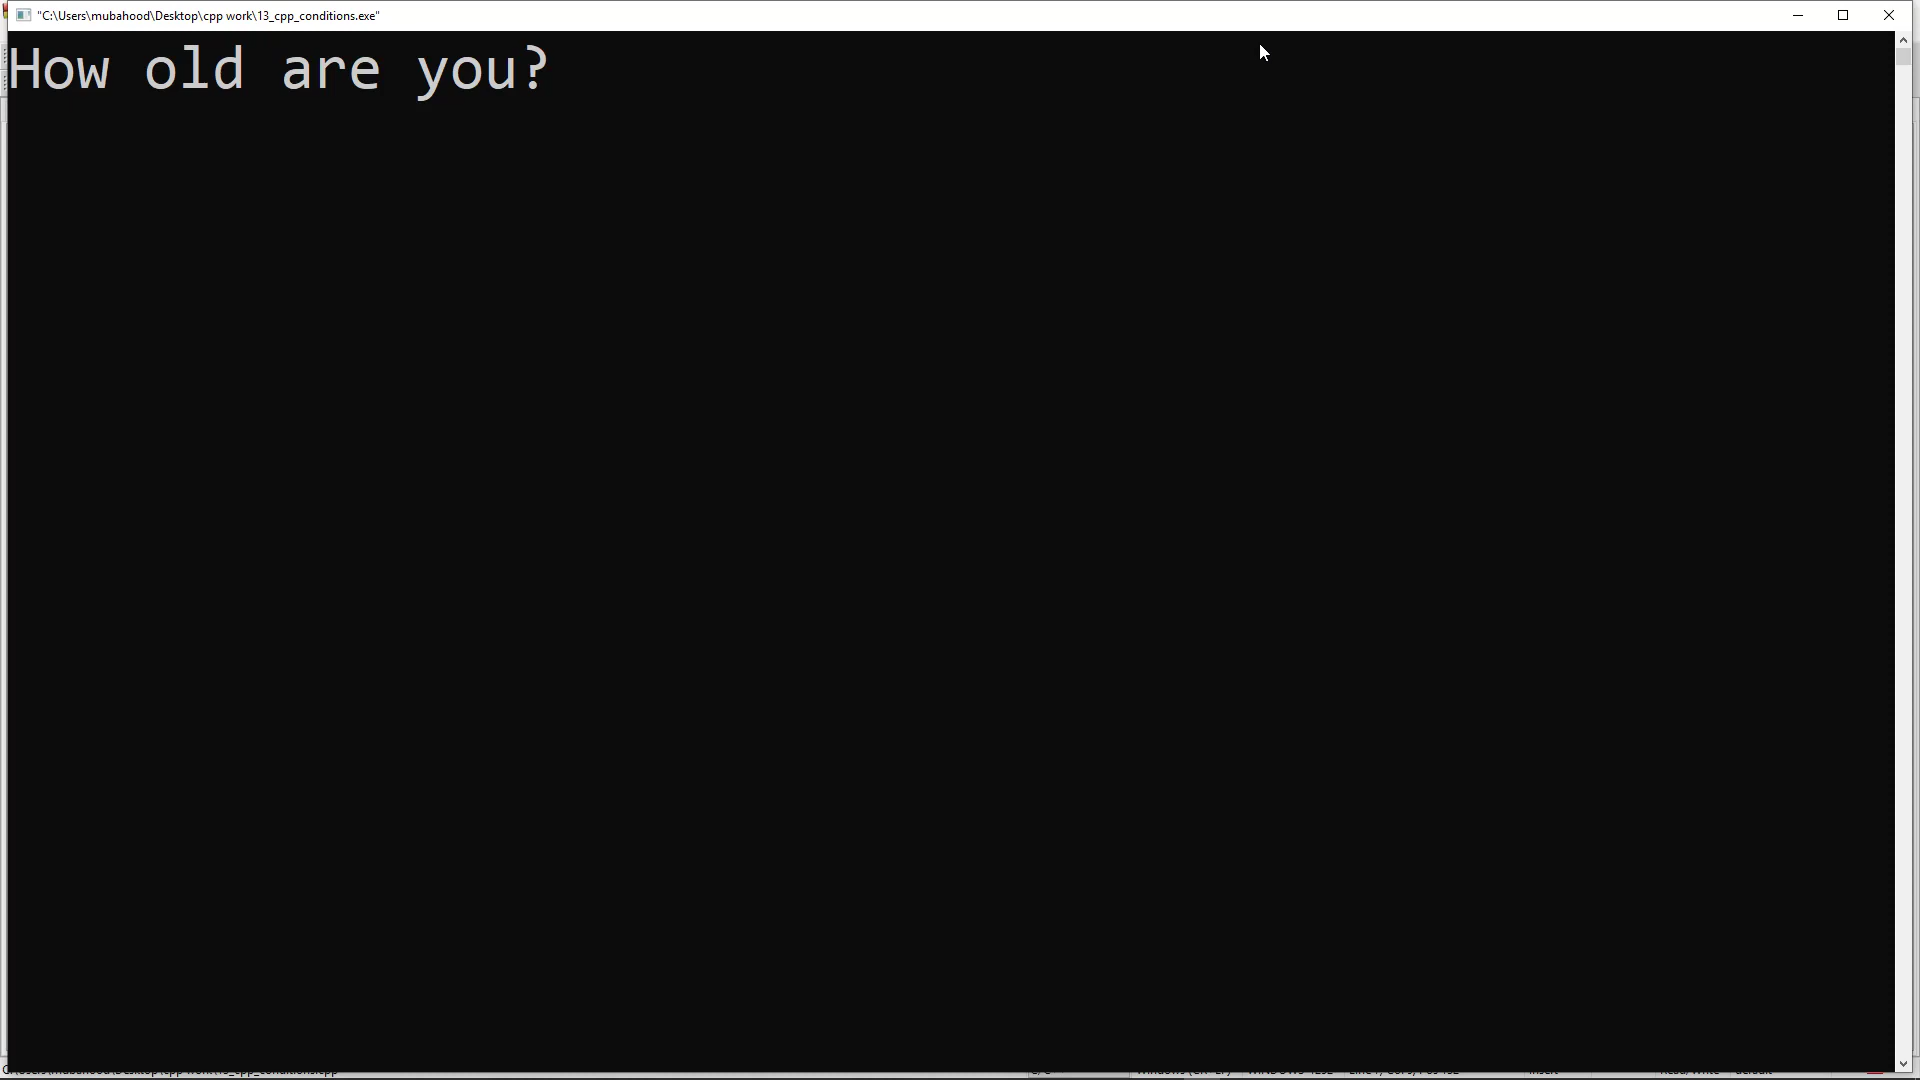 "C:\Users\mubahood\Desktop\cpp work\13_cpp_conditions.exe"
How old are you?